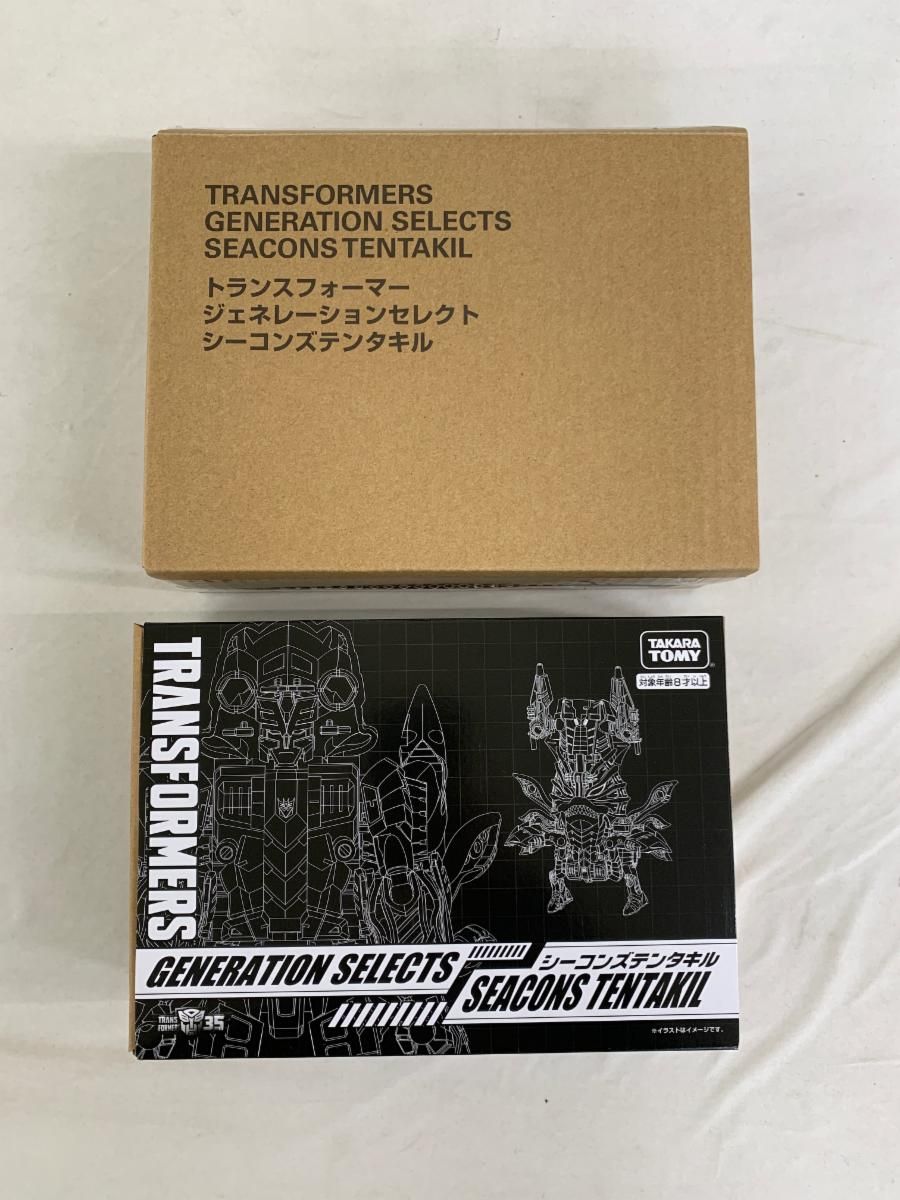 TRANSFORMERS
GENERATION SELECTS
SEACONS TENTAKIL
トランスフォーマー
ジェネレーションセレクト
シーコンズテンタキル
TRANSFORMERS
TAKARA
TOMY
対象年齢8才以上
GENERATION SELECTS
シーコンズテンタキル
SEACONS TENTAKIL
TRANS
FORMERS
35
※イラストはイメージです。